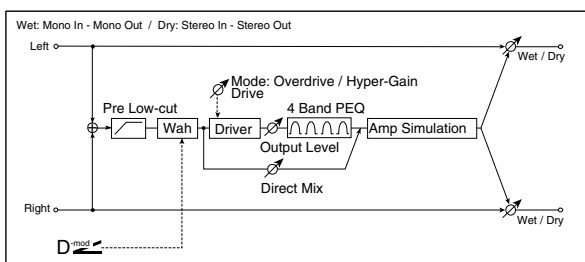 Wet: Mono In - Mono Out / Dry: Stereo In - Stereo Out
Left
Wet / Dry
Mode: Overdrive / Hyper-Gain
Drive
Pre Low-cut
4 Band PEQ
Wah
Driver
Amp Simulation
Output Level
Direct Mix
Right
Wet / Dry
D-mod